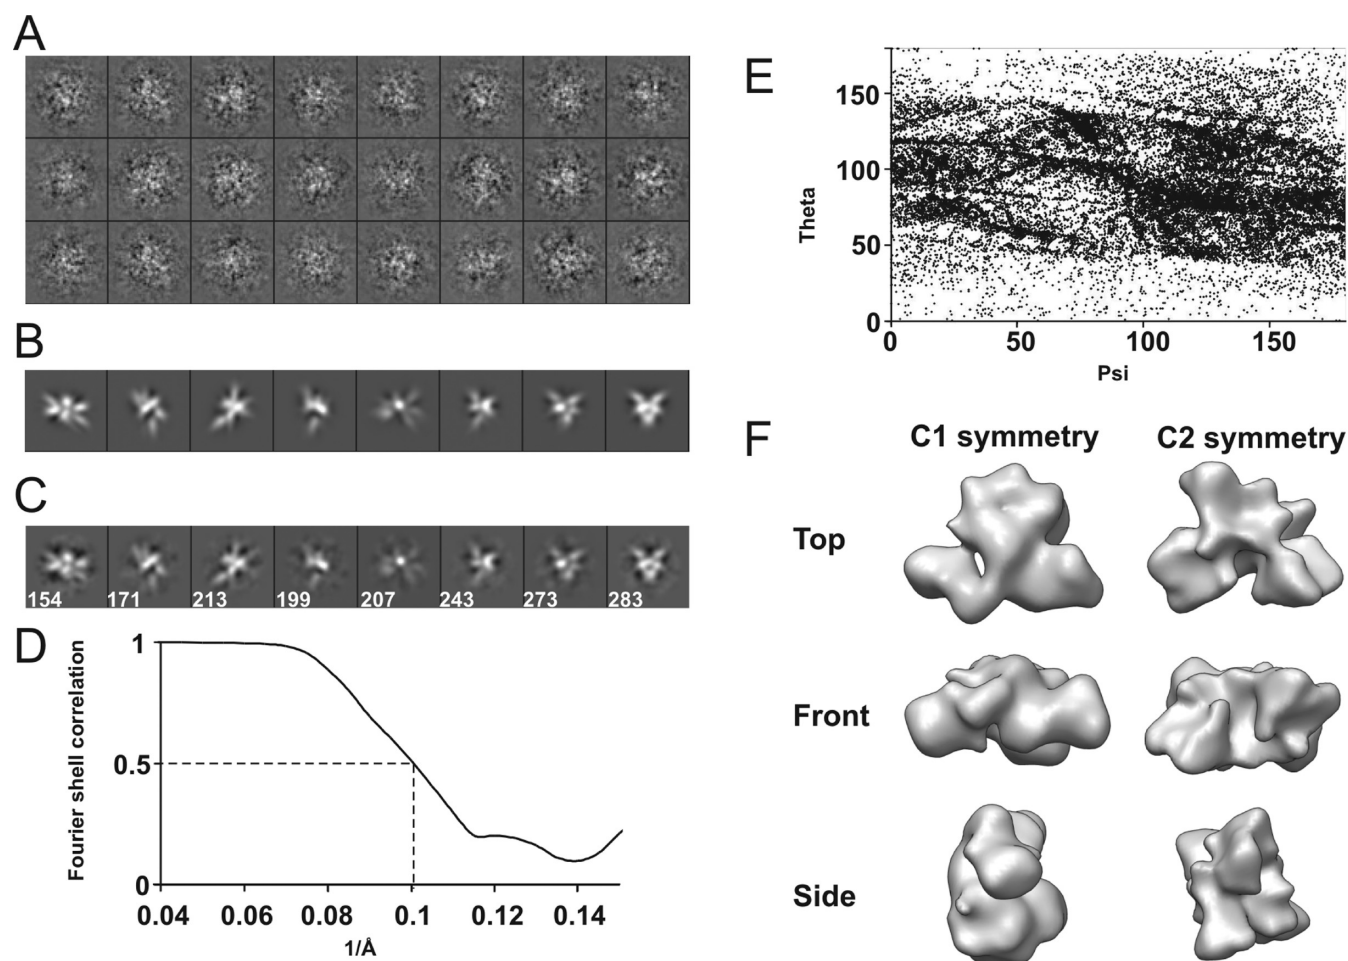 A
B
C
154 171 213 199 207 243 273 283
D
Fourier shell correlation
1
0.5
0
0.04 0.06 0.08 0.1 0.12 0.14
1/Å
E
Theta
150
100
50
0
0 50 100 150
Psi
F
C1 symmetry C2 symmetry
Top
Front
Side